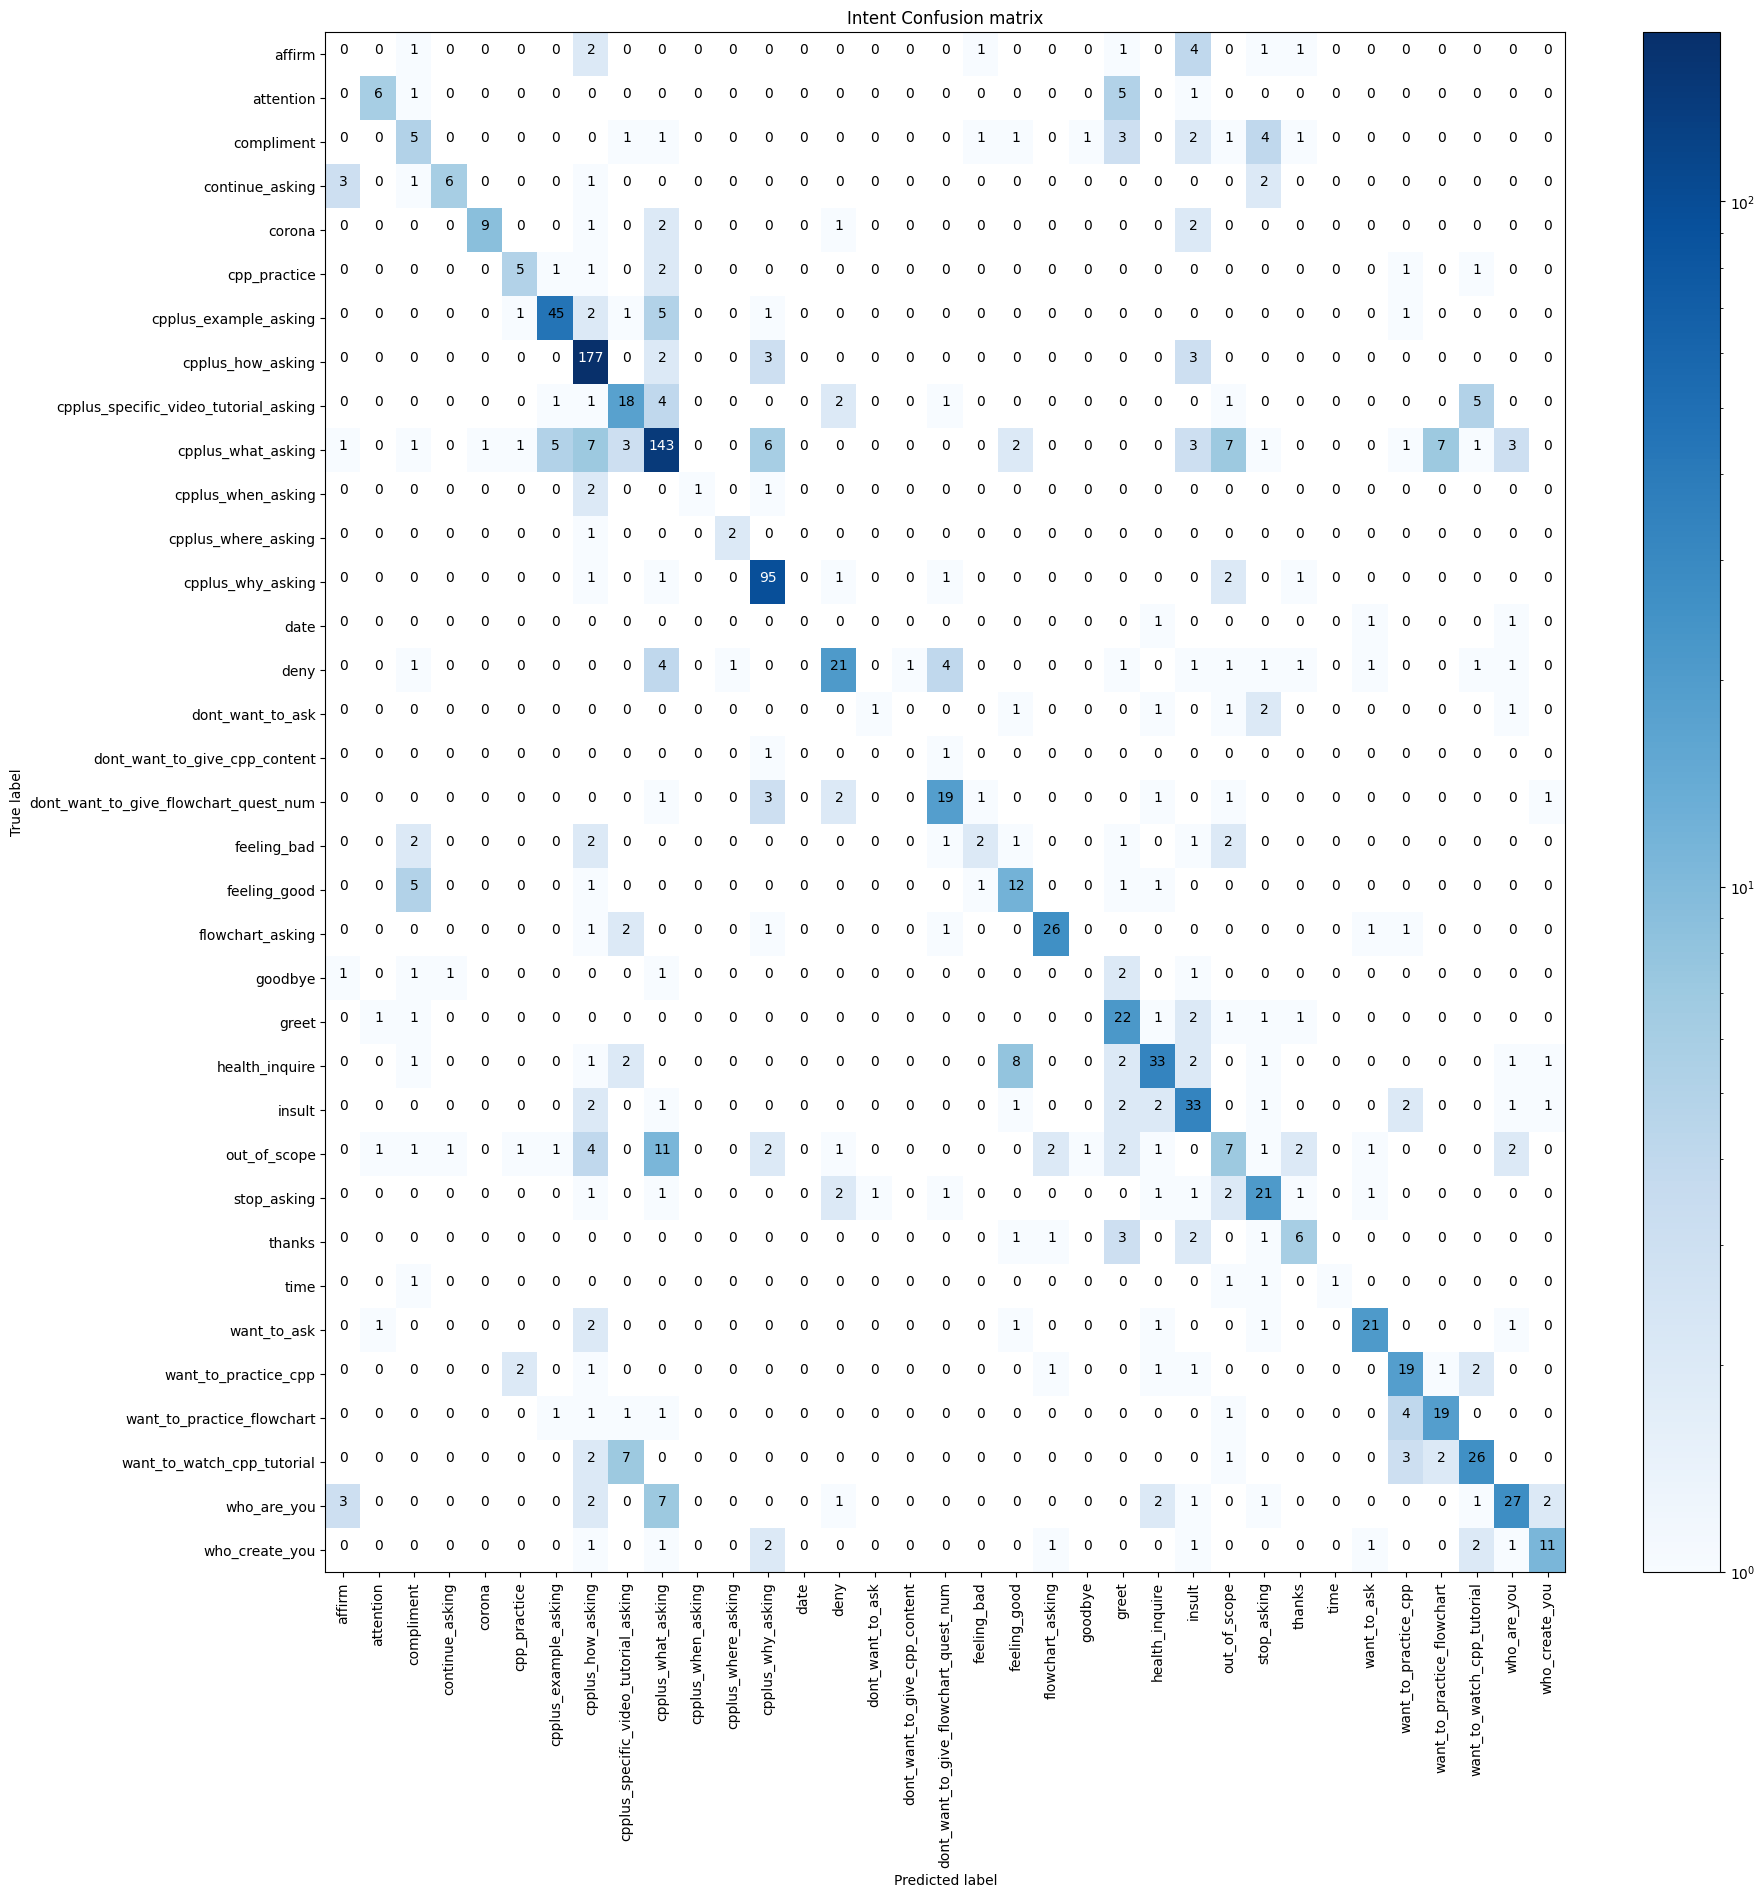 Intent Confusion matrix
affirm 0 0 1 0 0 0 0 2 0 0 0 0 0 0 0 0 0 0 1 0 0 0 1 0 4 0 1 1 0 0 0 0 0 0 0
attention 0 6 1 0 0 0 0 0 0 0 0 0 0 0 0 0 0 0 0 0 0 0 5 0 1 0 0 0 0 0 0 0 0 0 0
compliment 0 0 5 0 0 0 0 0 1 1 0 0 0 0 0 0 0 0 1 1 0 1 3 0 2 1 4 1 0 0 0 0 0 0 0
continue_asking 3 0 1 6 0 0 0 1 0 0 0 0 0 0 0 0 0 0 0 0 0 0 0 0 0 0 2 0 0 0 0 0 0 0 0
corona 0 0 0 0 9 0 0 1 0 2 0 0 0 0 1 0 0 0 0 0 0 0 0 0 2 0 0 0 0 0 0 0 0 0 0
cpp_practice 0 0 0 0 0 5 1 1 0 2 0 0 0 0 0 0 0 0 0 0 0 0 0 0 0 0 0 0 0 0 1 0 1 0 0
cpplus_example_asking 0 0 0 0 0 1 45 2 1 5 0 0 1 0 0 0 0 0 0 0 0 0 0 0 0 0 0 0 0 0 1 0 0 0 0
cpplus_how_asking 0 0 0 0 0 0 0 177 0 2 0 0 3 0 0 0 0 0 0 0 0 0 0 0 3 0 0 0 0 0 0 0 0 0 0
cpplus_specific_video_tutorial_asking 0 0 0 0 0 0 1 1 18 4 0 0 0 0 2 0 0 1 0 0 0 0 0 0 0 1 0 0 0 0 0 0 5 0 0
cpplus_what_asking 1 0 1 0 1 1 5 7 3 143 0 0 6 0 0 0 0 0 0 2 0 0 0 0 3 7 1 0 0 0 1 7 1 3 0
cpplus_when_asking 0 0 0 0 0 0 0 2 0 0 1 0 1 0 0 0 0 0 0 0 0 0 0 0 0 0 0 0 0 0 0 0 0 0 0
cpplus_where_asking 0 0 0 0 0 0 0 1 0 0 0 2 0 0 0 0 0 0 0 0 0 0 0 0 0 0 0 0 0 0 0 0 0 0 0
cpplus_why_asking 0 0 0 0 0 0 0 1 0 1 0 0 95 0 1 0 0 1 0 0 0 0 0 0 0 2 0 1 0 0 0 0 0 0 0
date 0 0 0 0 0 0 0 0 0 0 0 0 0 0 0 0 0 0 0 0 0 0 0 1 0 0 0 0 0 1 0 0 0 1 0
deny 0 0 1 0 0 0 0 0 0 4 0 1 0 0 21 0 1 4 0 0 0 0 1 0 1 1 1 1 0 1 0 0 1 1 0
dont_want_to_ask 0 0 0 0 0 0 0 0 0 0 0 0 0 0 0 1 0 0 0 1 0 0 0 1 0 1 2 0 0 0 0 0 0 1 0
dont_want_to_give_cpp_content 0 0 0 0 0 0 0 0 0 0 0 0 1 0 0 0 0 1 0 0 0 0 0 0 0 0 0 0 0 0 0 0 0 0 0
dont_want_to_give_flowchart_quest_num 0 0 0 0 0 0 0 0 0 1 0 0 3 0 2 0 0 19 1 0 0 0 0 1 0 1 0 0 0 0 0 0 0 0 1
feeling_bad 0 0 2 0 0 0 0 2 0 0 0 0 0 0 0 0 0 1 2 1 0 0 1 0 1 2 0 0 0 0 0 0 0 0 0
feeling_good 0 0 5 0 0 0 0 1 0 0 0 0 0 0 0 0 0 0 1 12 0 0 1 1 0 0 0 0 0 0 0 0 0 0 0
flowchart_asking 0 0 0 0 0 0 0 1 2 0 0 0 1 0 0 0 0 1 0 0 26 0 0 0 0 0 0 0 0 1 1 0 0 0 0
goodbye 1 0 1 1 0 0 0 0 0 1 0 0 0 0 0 0 0 0 0 0 0 0 2 0 1 0 0 0 0 0 0 0 0 0 0
greet 0 1 1 0 0 0 0 0 0 0 0 0 0 0 0 0 0 0 0 0 0 0 22 1 2 1 1 1 0 0 0 0 0 0 0
health_inquire 0 0 1 0 0 0 0 1 2 0 0 0 0 0 0 0 0 0 0 8 0 0 2 33 2 0 1 0 0 0 0 0 0 1 1
insult 0 0 0 0 0 0 0 2 0 1 0 0 0 0 0 0 0 0 0 1 0 0 2 2 33 0 1 0 0 0 2 0 0 1 1
out_of_scope 0 1 1 1 0 1 1 4 0 11 0 0 2 0 1 0 0 0 0 0 2 1 2 1 0 7 1 2 0 1 0 0 0 2 0
stop_asking 0 0 0 0 0 0 0 1 0 1 0 0 0 0 2 1 0 1 0 0 0 0 0 1 1 2 21 1 0 1 0 0 0 0 0
thanks 0 0 0 0 0 0 0 0 0 0 0 0 0 0 0 0 0 0 0 1 1 0 3 0 2 0 1 6 0 0 0 0 0 0 0
time 0 0 1 0 0 0 0 0 0 0 0 0 0 0 0 0 0 0 0 0 0 0 0 0 0 1 1 0 1 0 0 0 0 0 0
want_to_ask 0 1 0 0 0 0 0 2 0 0 0 0 0 0 0 0 0 0 0 1 0 0 0 1 0 0 1 0 0 21 0 0 0 1 0
want_to_practice_cpp 0 0 0 0 0 2 0 1 0 0 0 0 0 0 0 0 0 0 0 0 1 0 0 1 1 0 0 0 0 0 19 1 2 0 0
want_to_practice_flowchart 0 0 0 0 0 0 1 1 1 1 0 0 0 0 0 0 0 0 0 0 0 0 0 0 0 1 0 0 0 0 4 19 0 0 0
want_to_watch_cpp_tutorial 0 0 0 0 0 0 0 2 7 0 0 0 0 0 0 0 0 0 0 0 0 0 0 0 0 1 0 0 0 0 3 2 26 0 0
who_are_you 3 0 0 0 0 0 0 2 0 7 0 0 0 0 1 0 0 0 0 0 0 0 0 2 1 0 1 0 0 0 0 0 1 27 2
who_create_you 0 0 0 0 0 0 0 1 0 1 0 0 2 0 0 0 0 0 0 0 1 0 0 0 1 0 0 0 0 1 0 0 2 1 11
True label
affirm
attention
compliment
continue_asking
corona
cpp_practice
cpplus_example_asking
cpplus_how_asking
cpplus_specific_video_tutorial_asking
cpplus_what_asking
cpplus_when_asking
cpplus_where_asking
cpplus_why_asking
date
deny
dont_want_to_ask
dont_want_to_give_cpp_content
dont_want_to_give_flowchart_quest_num
feeling_bad
feeling_good
flowchart_asking
goodbye
greet
health_inquire
insult
out_of_scope
stop_asking
thanks
time
want_to_ask
want_to_practice_cpp
want_to_practice_flowchart
want_to_watch_cpp_tutorial
who_are_you
who_create_you
Predicted label
10²
10¹
10⁰